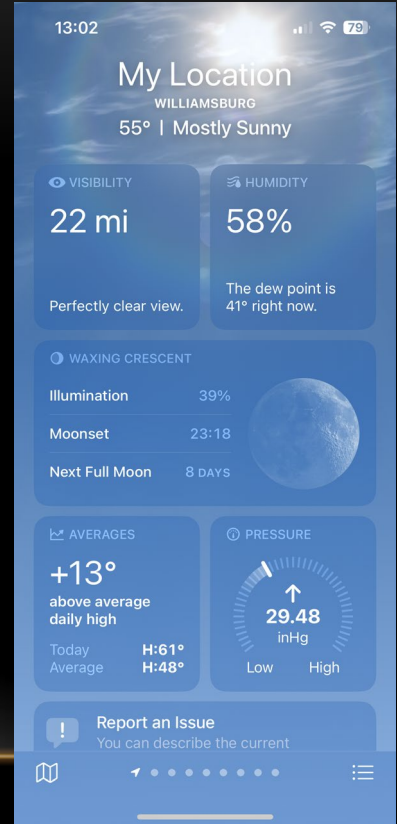 13:02
79
My Location
WILLIAMSBURG
55° | Mostly Sunny
VISIBILITY
22 mi
Perfectly clear view.
HUMIDITY
58%
The dew point is
41° right now.
WAXING CRESCENT
Illumination 39%
Moonset 23:18
Next Full Moon 8 DAYS
AVERAGES
+13°
above average
daily high
Today H:61°
Average H:48°
PRESSURE
29.48
inHg
Low High
Report an Issue
You can describe the current